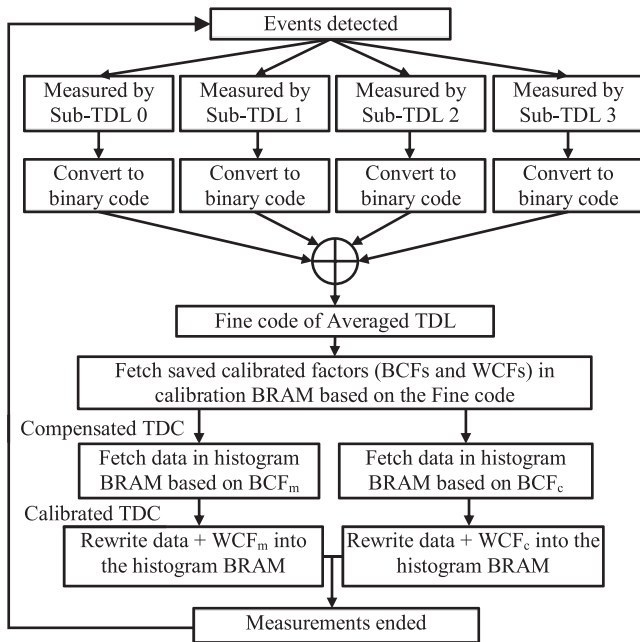 Events detected
Measured by
Sub-TDL 0
Measured by
Sub-TDL 1
Measured by
Sub-TDL 2
Measured by
Sub-TDL 3
Convert to
binary code
Convert to
binary code
Convert to
binary code
Convert to
binary code
Fine code of Averaged TDL
Fetch saved calibrated factors (BCFs and WCFs) in
calibration BRAM based on the Fine code
Compensated TDC
Fetch data in histogram
BRAM based on BCFm
Fetch data in histogram
BRAM based on BCFc
Calibrated TDC
Rewrite data + WCFm into
the histogram BRAM
Rewrite data + WCFc into the
histogram BRAM
Measurements ended